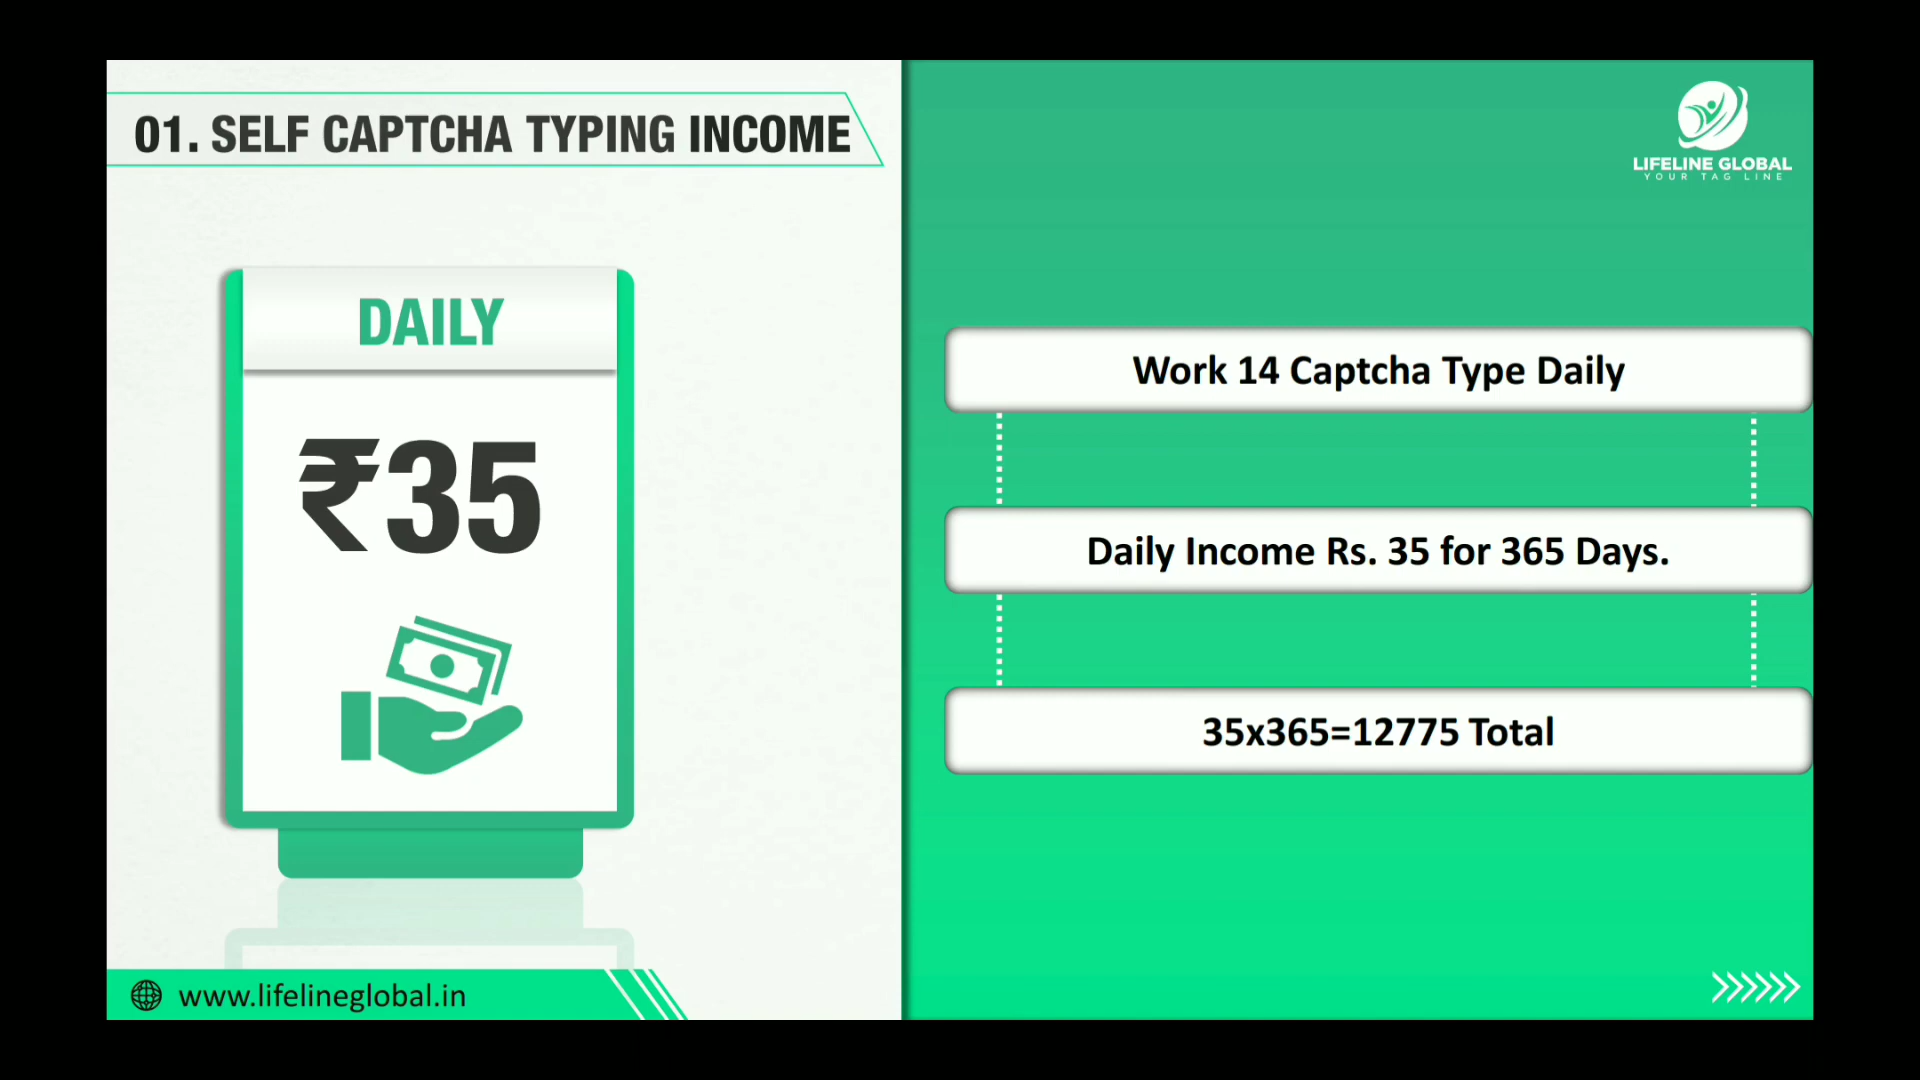 01. SELF CAPTCHA TYPING INCOME
LIFELINE GLOBAL
YOUR TAG LINE
DAILY
₹35
Work 14 Captcha Type Daily
Daily Income Rs. 35 for 365 Days.
35x365=12775 Total
www.lifelineglobal.in